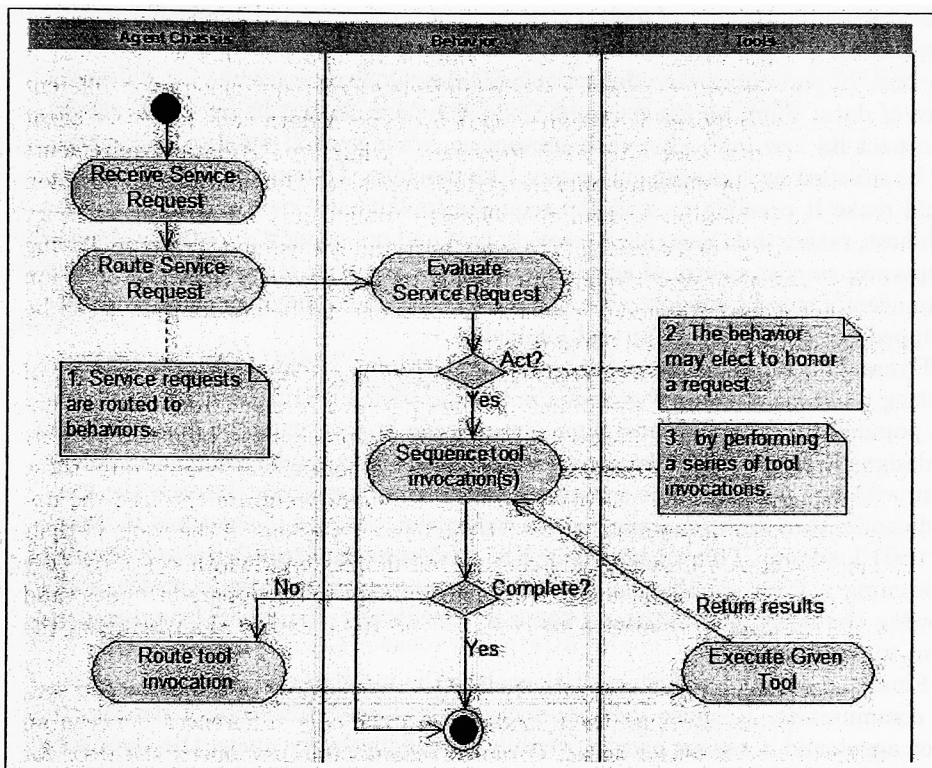 Agent Chassis
Behavior
Tools
Receive Service
Request
Route Service
Request
Evaluate
Service Request
Act?
2. The behavior
may elect to honor
a request...
1. Service requests
are routed to
behaviors.
Yes
3. by performing
a series of tool
invocations.
Sequence tool
invocation(s)
No
Complete?
Return results
Yes
Route tool
invocation
Execute Given
Tool